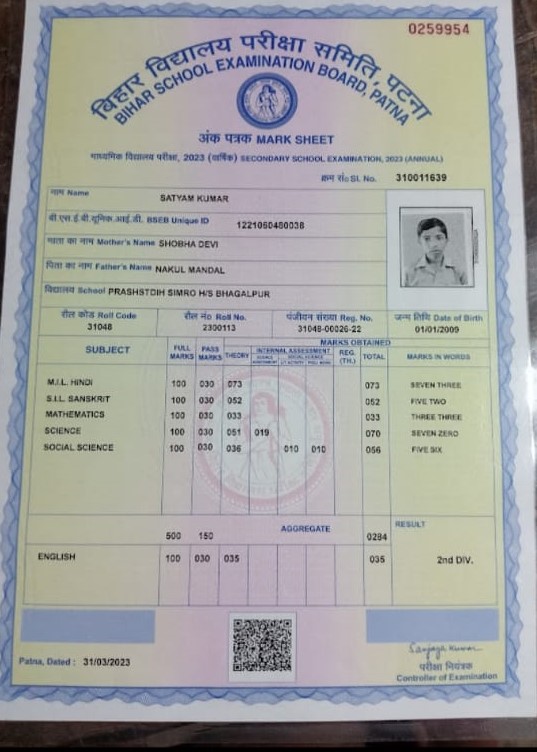 0259954
बिहार विद्यालय परीक्षा समिति, पटना
BIHAR SCHOOL EXAMINATION BOARD, PATNA
अंक पत्रक MARK SHEET
माध्यमिक विद्यालय परीक्षा, 2023 (वार्षिक) SECONDARY SCHOOL EXAMINATION, 2023 (ANNUAL)
क्रम सं० Sl. No. 310011639
नाम Name SATYAM KUMAR
बी.एस.ई.बी.यूनिक.आई.डी. BSEB Unique ID 1221060480038
माता का नाम Mother's Name SHOBHA DEVI
पिता का नाम Father's Name NAKUL MANDAL
विद्यालय School PRASHSTDIH SIMRO H/S BHAGALPUR
रौल कोड Roll Code रौल नं० Roll No. पंजीयन संख्या Reg. No. जन्म तिथि Date of Birth
31048 2300113 31048-00026-22 01/01/2009
MARKS OBTAINED
SUBJECT FULL MARKS PASS MARKS THEORY INTERNAL ASSESSMENT REG. (TH.) TOTAL MARKS IN WORDS
M.I.L. HINDI 100 030 073 073 SEVEN THREE
S.I.L. SANSKRIT 100 030 052 052 FIVE TWO
MATHEMATICS 100 030 033 033 THREE THREE
SCIENCE 100 030 051 019 070 SEVEN ZERO
SOCIAL SCIENCE 100 030 036 010 010 056 FIVE SIX
500 150 AGGREGATE 0284 RESULT
ENGLISH 100 030 035 035 2nd DIV.
Patna, Dated : 31/03/2023
Sanjay Kumar
परीक्षा नियंत्रक
Controller of Examination